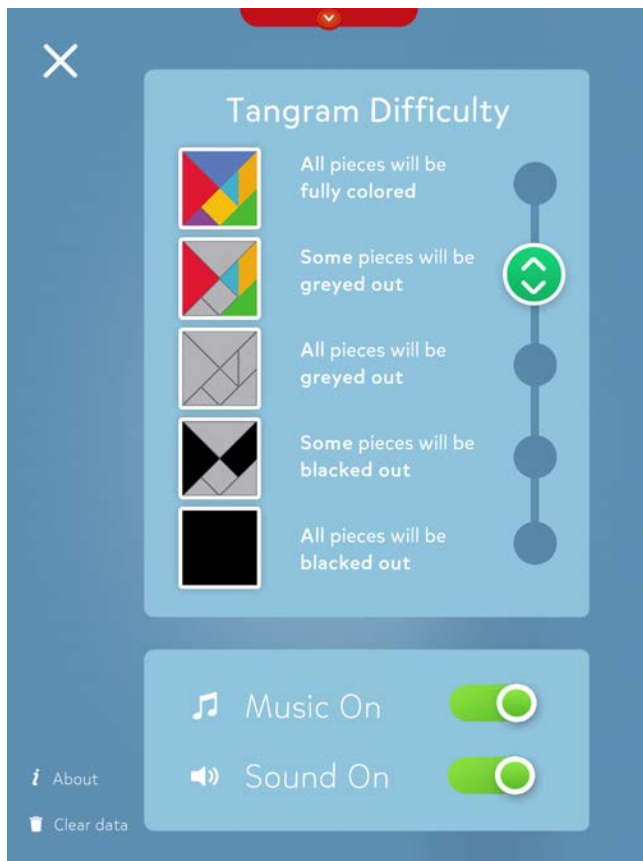 Tangram Difficulty
All pieces will be
fully colored
Some pieces will be
greyed out
All pieces will be
greyed out
Some pieces will be
blacked out
All pieces will be
blacked out
Music On
Sound On
i About
Clear data